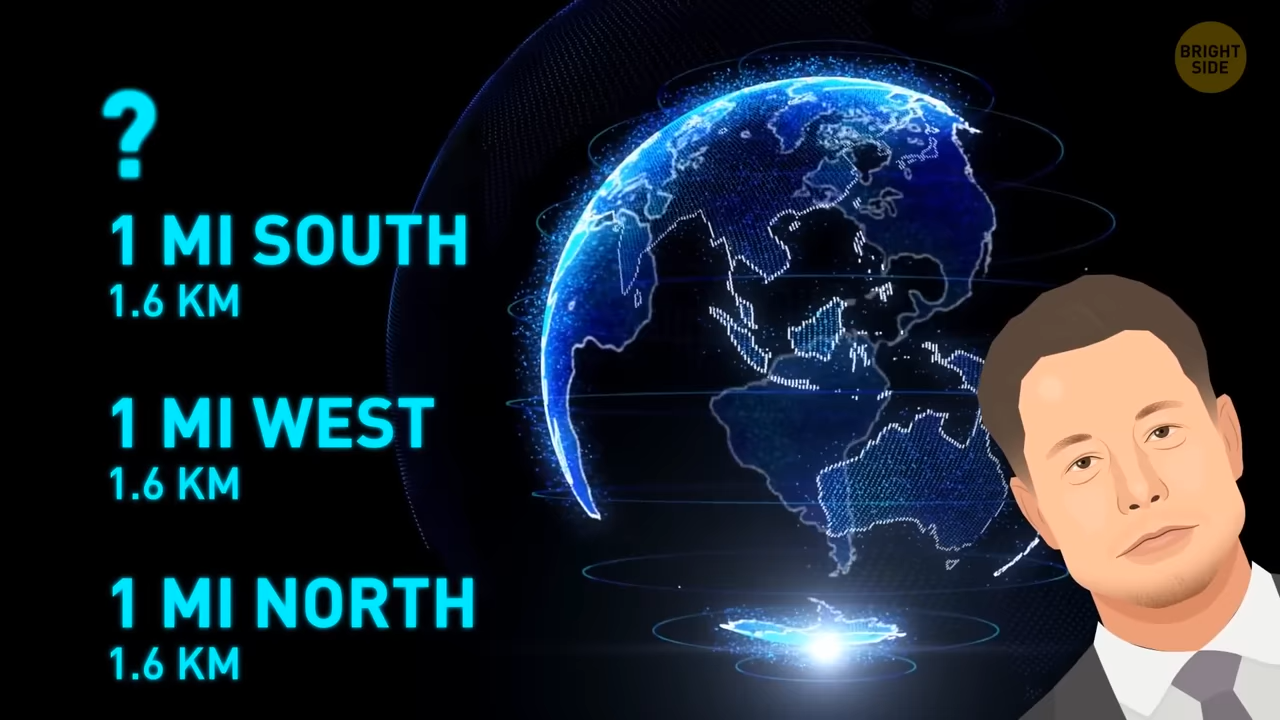 BRIGHT
SIDE
?
1 MI SOUTH
1.6 KM
1 MI WEST
1.6 KM
1 MI NORTH
1.6 KM